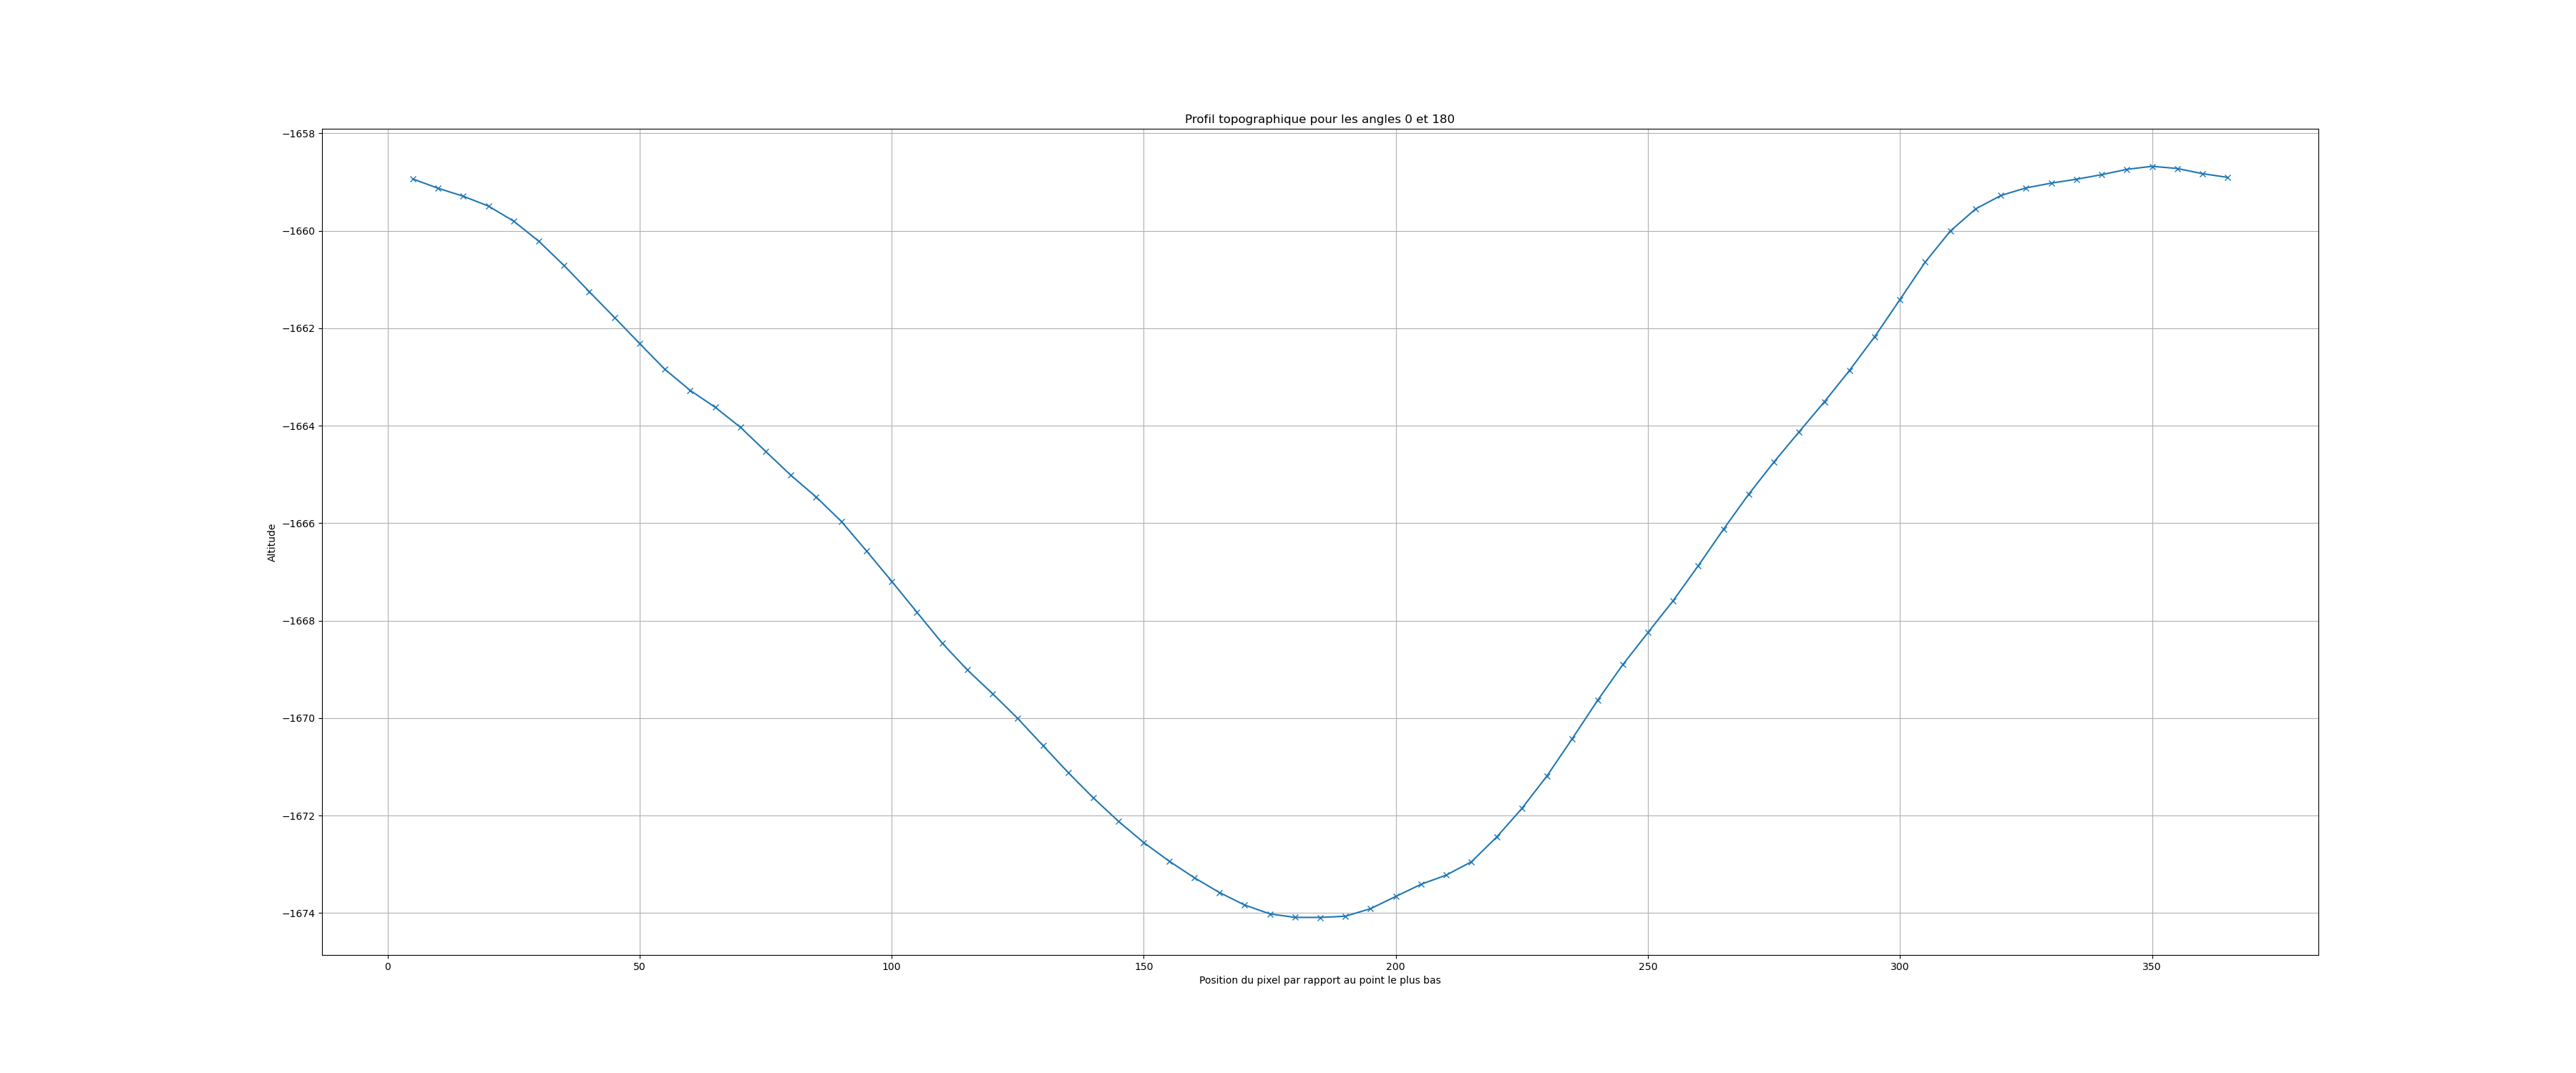 Profil topographique pour les angles 0 et 180
−1658
−1660
−1662
−1664
−1666
−1668
−1670
−1672
−1674
Altitude
0 50 100 150 200 250 300 350
Position du pixel par rapport au point le plus bas